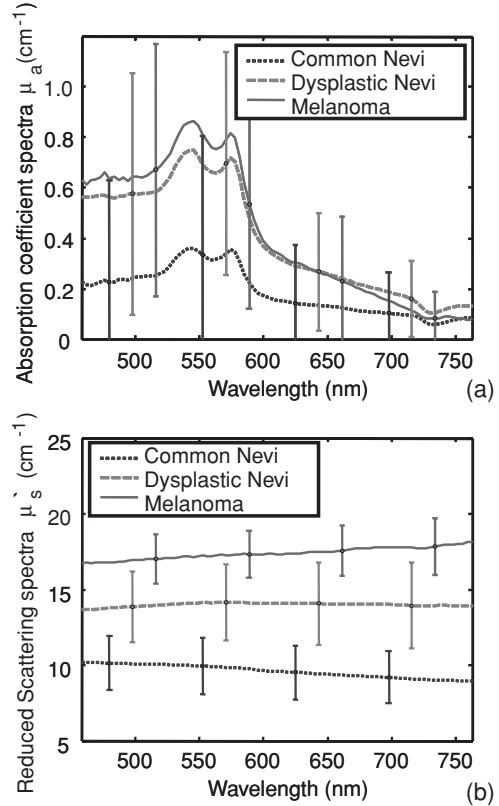 Absorption coefficient spectra μa(cm⁻¹)
1.0
0.8
0.6
0.4
0.2
0
Common Nevi
Dysplastic Nevi
Melanoma
500 550 600 650 700 750
Wavelength (nm)
(a)
Reduced Scattering spectra μs` (cm⁻¹)
25
20
15
10
5
Common Nevi
Dysplastic Nevi
Melanoma
500 550 600 650 700 750
Wavelength (nm)
(b)